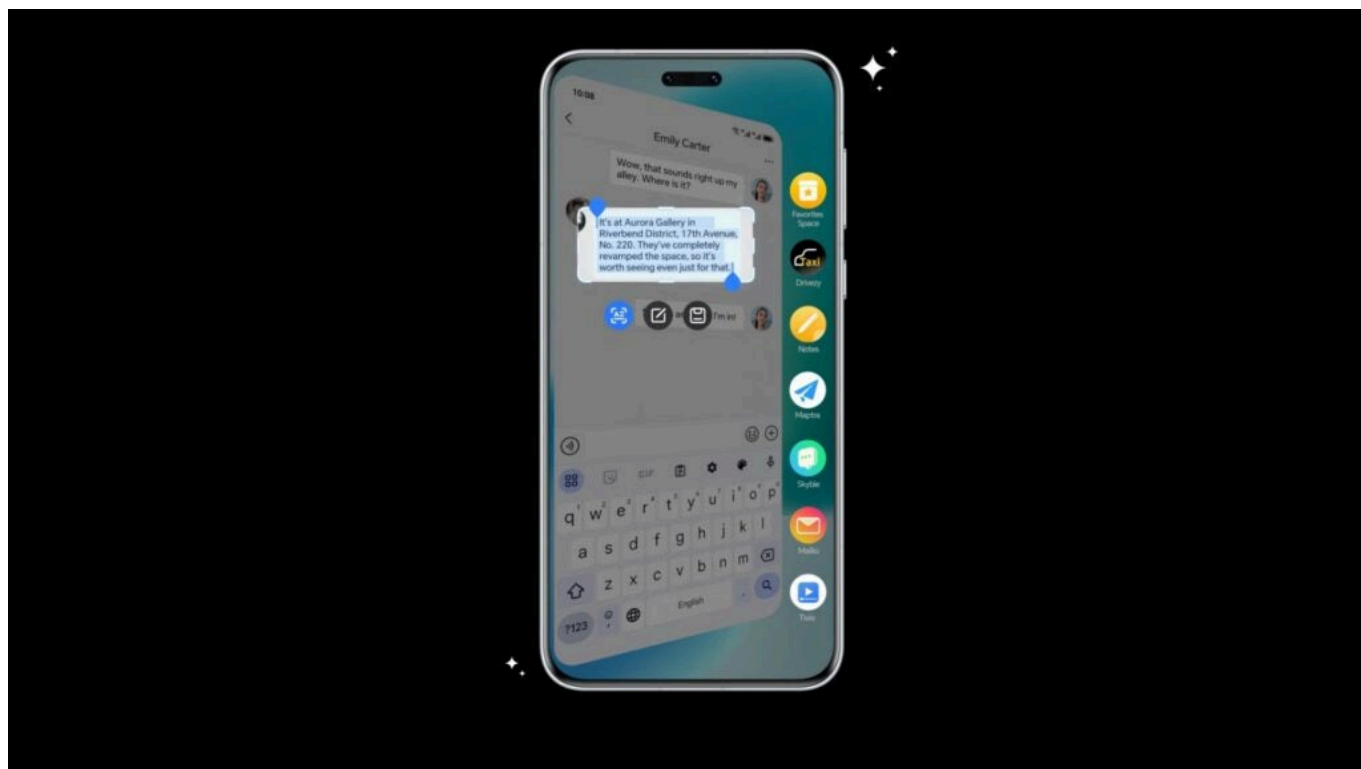 10:08
Emily Carter
Wow, that sounds right up my
alley. Where is it?
It's at Aurora Gallery in
Riverbend District, 17th Avenue,
No. 220. They've completely
revamped the space, so it's
worth seeing even just for that.
I'm in!
Favorites
Space
Taxi
Drivezy
Notes
Maptra
Skyble
Mailio
GIF
q w e r t y u i o p
a s d f g h j k l
z x c v b n m
?123
English